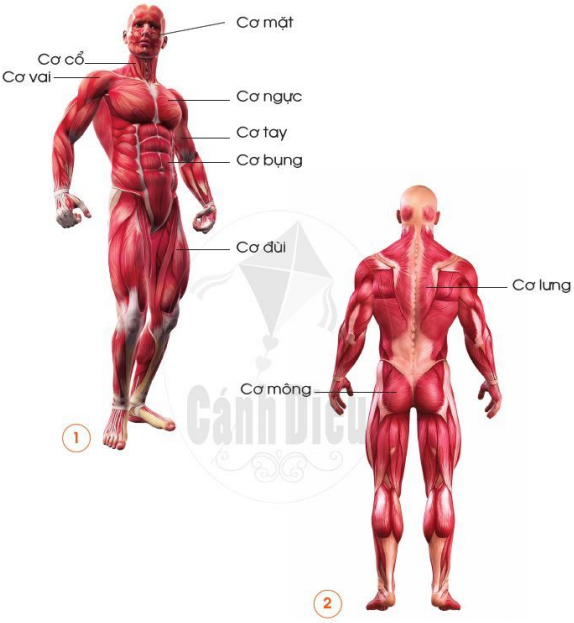 Cơ mặt
Cơ cổ
Cơ vai
Cơ ngực
Cơ tay
Cơ bụng
Cơ đùi
Cơ lưng
Cơ mông
Cánh Diều
1
2